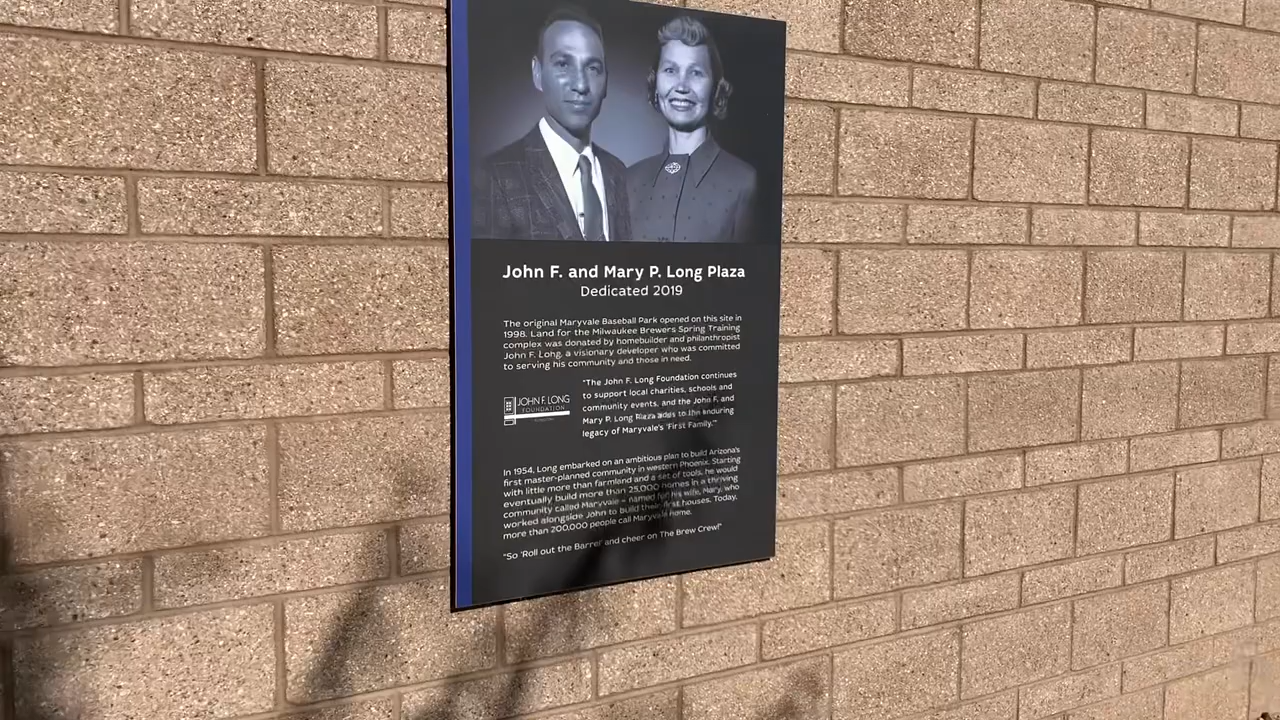 John F. and Mary P. Long Plaza
Dedicated 2019
The original Maryvale Baseball Park opened on this site in
1998. Land for the Milwaukee Brewers Spring Training
complex was donated by homebuilder and philanthropist
John F. Long, a visionary developer who was committed
to serving his community and those in need.
"The John F. Long Foundation continues
to support local charities, schools and
community events, and the John F. and
Mary P. Long Plaza adds to the enduring
legacy of Maryvale's 'First Family.'"
JOHN F. LONG
FOUNDATION
In 1954, Long embarked on an ambitious plan to build Arizona's
first master-planned community in western Phoenix. Starting
with little more than farmland and a set of tools, he would
eventually build more than 25,000 homes in a thriving
community called Maryvale – named for his wife, Mary, who
worked alongside John to build their first houses. Today,
more than 200,000 people call Maryvale home.
"So 'Roll out the Barrel' and cheer on The Brew Crew!"